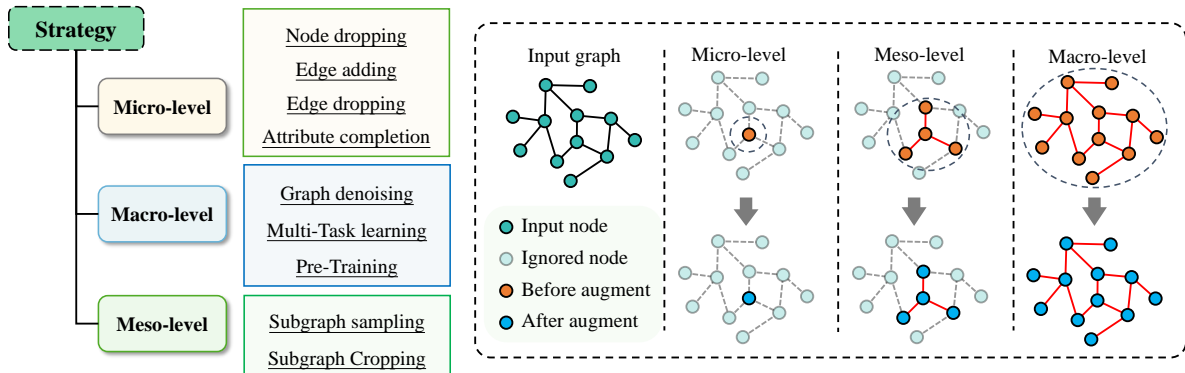 Strategy
Micro-level
Node dropping
Edge adding
Edge dropping
Attribute completion
Macro-level
Graph denoising
Multi-Task learning
Pre-Training
Meso-level
Subgraph sampling
Subgraph Cropping
Input graph
Micro-level
Meso-level
Macro-level
Input node
Ignored node
Before augment
After augment